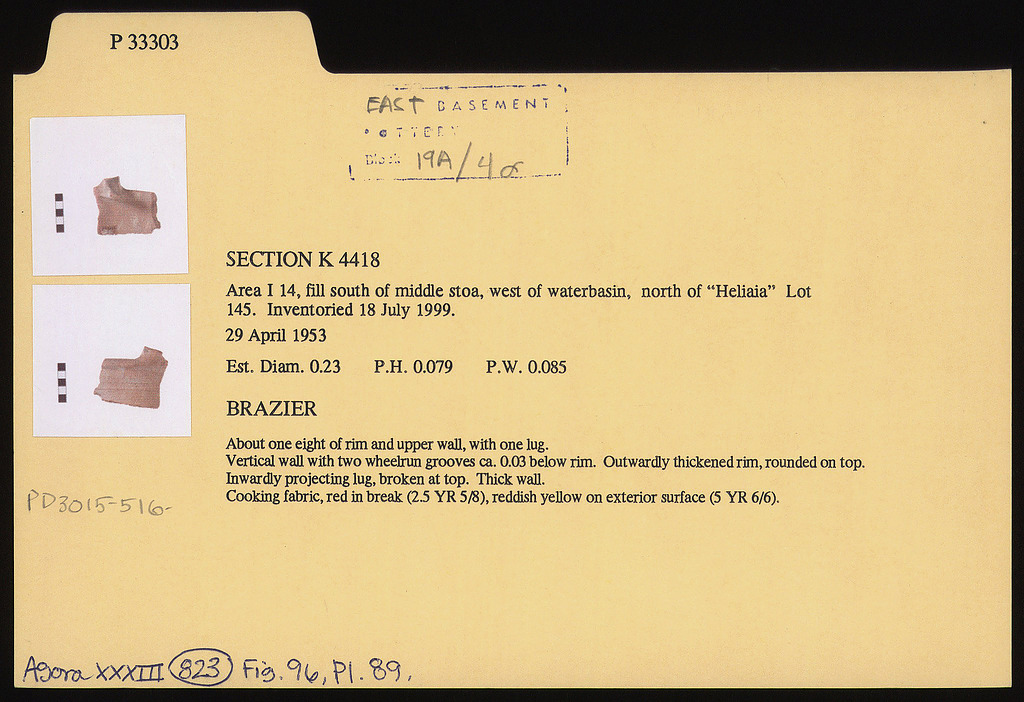 P 33303
EAST BASEMENT
POTTERY
Block 19A/4
SECTION K 4418
Area I 14, fill south of middle stoa, west of waterbasin, north of “Heliaia” Lot
145. Inventoried 18 July 1999.
29 April 1953
Est. Diam. 0.23 P.H. 0.079 P.W. 0.085
BRAZIER
About one eight of rim and upper wall, with one lug.
Vertical wall with two wheelrun grooves ca. 0.03 below rim. Outwardly thickened rim, rounded on top.
Inwardly projecting lug, broken at top. Thick wall.
Cooking fabric, red in break (2.5 YR 5/8), reddish yellow on exterior surface (5 YR 6/6).
PD3015-516-
Agora XXXIII 823 Fig. 96, Pl. 89.